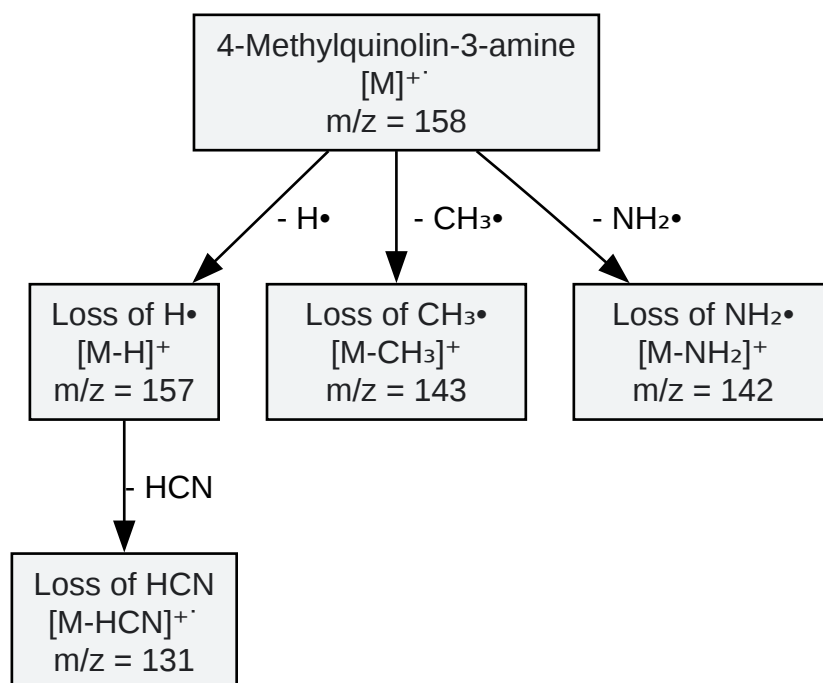 4-Methylquinolin-3-amine
[M]⁺˙
m/z = 158
- H•
- CH₃•
- NH₂•
Loss of H•
[M-H]⁺
m/z = 157
Loss of CH₃•
[M-CH₃]⁺
m/z = 143
Loss of NH₂•
[M-NH₂]⁺
m/z = 142
- HCN
Loss of HCN
[M-HCN]⁺˙
m/z = 131